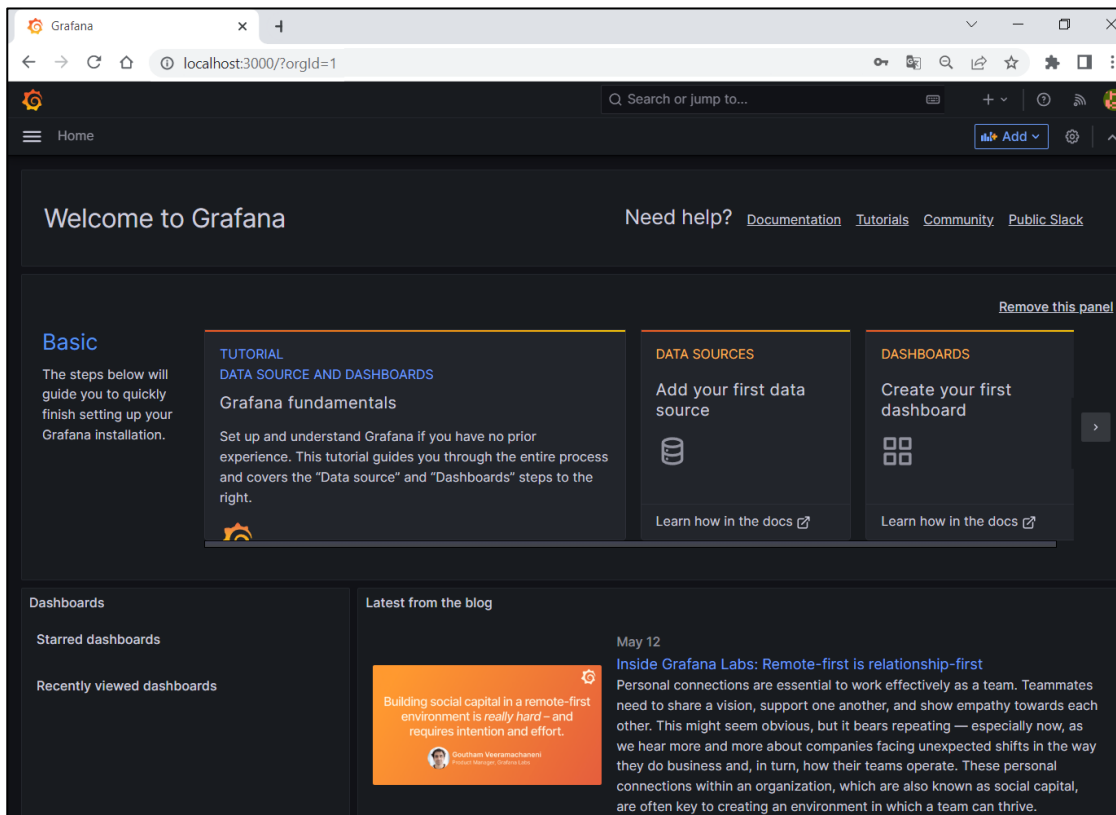 Grafana
localhost:3000/?orgId=1
Search or jump to...
Home
Add
Welcome to Grafana
Need help? Documentation Tutorials Community Public Slack
Remove this panel
Basic
The steps below will
guide you to quickly
finish setting up your
Grafana installation.
TUTORIAL
DATA SOURCE AND DASHBOARDS
Grafana fundamentals
Set up and understand Grafana if you have no prior
experience. This tutorial guides you through the entire process
and covers the “Data source” and “Dashboards” steps to the
right.
DATA SOURCES
Add your first data
source
Learn how in the docs
DASHBOARDS
Create your first
dashboard
Learn how in the docs
Dashboards
Starred dashboards
Recently viewed dashboards
Latest from the blog
Building social capital in a remote-first
environment is really hard – and
requires intention and effort.
Goutham Veeramachaneni
Product Manager, Grafana Labs
May 12
Inside Grafana Labs: Remote-first is relationship-first
Personal connections are essential to work effectively as a team. Teammates
need to share a vision, support one another, and show empathy towards each
other. This might seem obvious, but it bears repeating — especially now, as
we hear more and more about companies facing unexpected shifts in the way
they do business and, in turn, how their teams operate. These personal
connections within an organization, which are also known as social capital,
are often key to creating an environment in which a team can thrive.